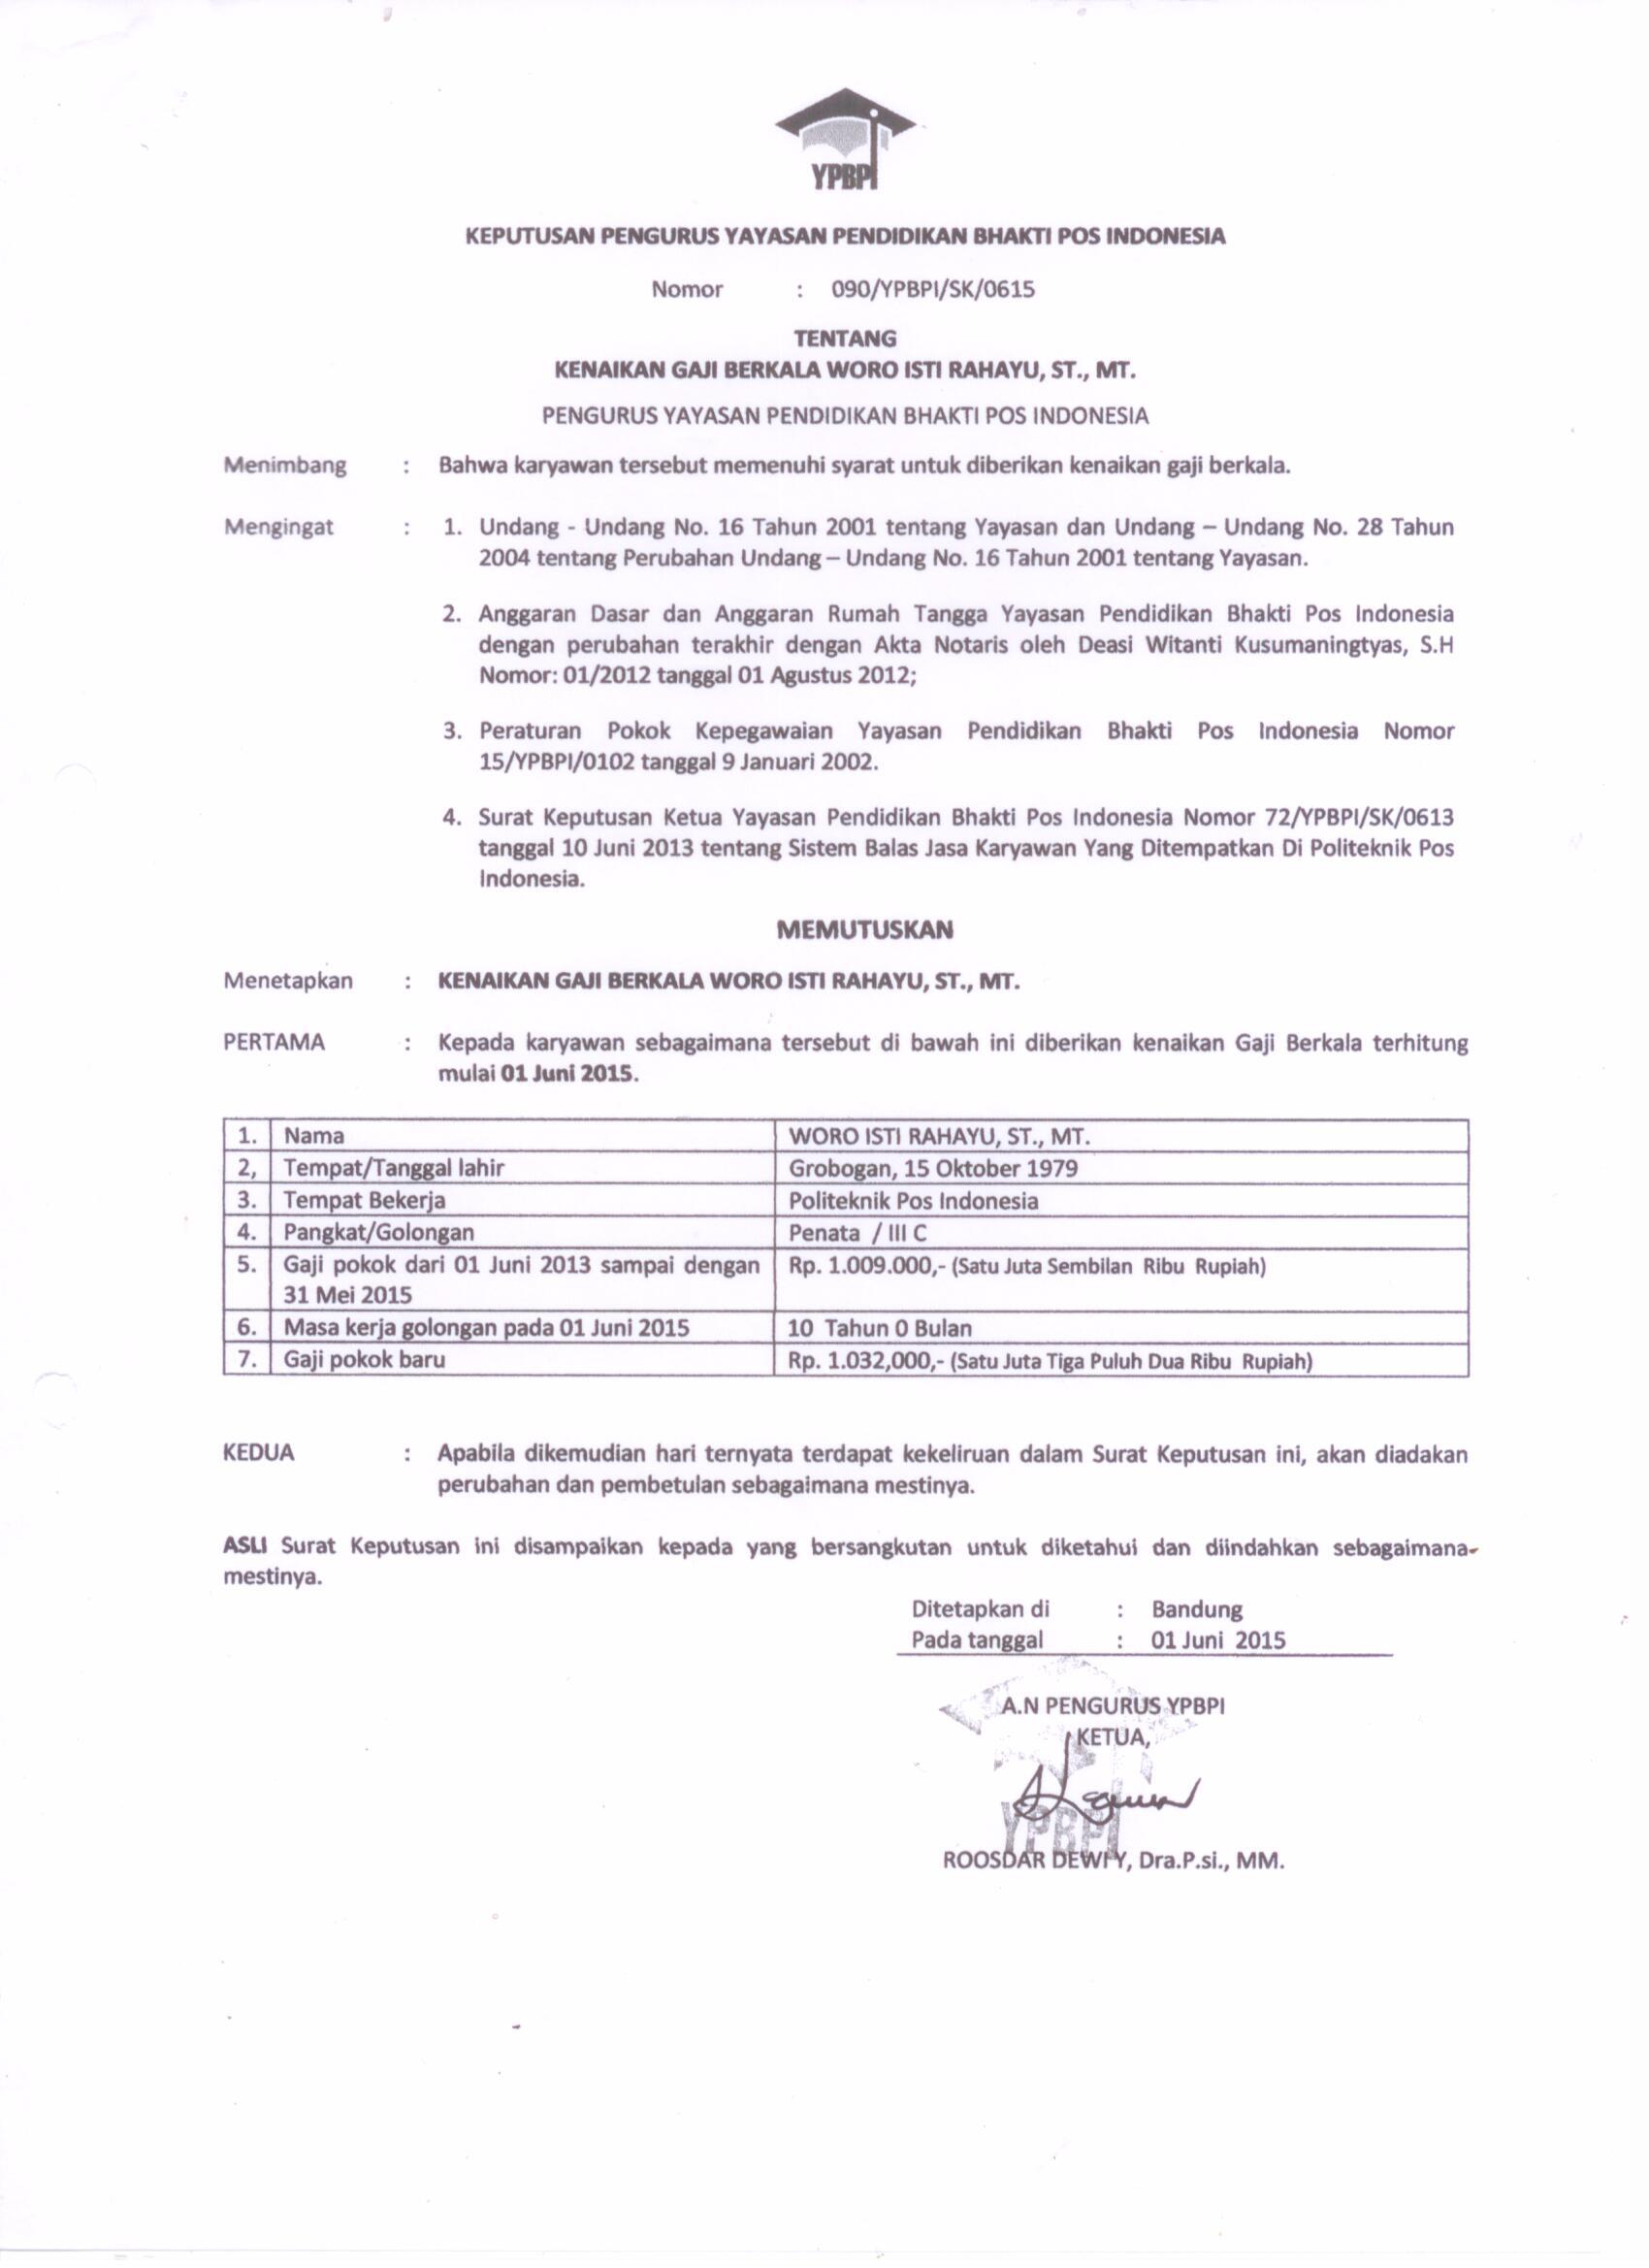 YPBPI
KEPUTUSAN PENGURUS YAYASAN PENDIDIKAN BHAKTI POS INDONESIA
Nomor : 090/YPBPI/SK/0615
TENTANG
KENAIKAN GAJI BERKALA WORO ISTI RAHAYU, ST., MT.
PENGURUS YAYASAN PENDIDIKAN BHAKTI POS INDONESIA
Menimbang : Bahwa karyawan tersebut memenuhi syarat untuk diberikan kenaikan gaji berkala.
Mengingat : 1. Undang - Undang No. 16 Tahun 2001 tentang Yayasan dan Undang – Undang No. 28 Tahun
2004 tentang Perubahan Undang – Undang No. 16 Tahun 2001 tentang Yayasan.
2. Anggaran Dasar dan Anggaran Rumah Tangga Yayasan Pendidikan Bhakti Pos Indonesia
dengan perubahan terakhir dengan Akta Notaris oleh Deasi Witanti Kusumaningtyas, S.H
Nomor: 01/2012 tanggal 01 Agustus 2012;
3. Peraturan Pokok Kepegawaian Yayasan Pendidikan Bhakti Pos Indonesia Nomor
15/YPBPI/0102 tanggal 9 Januari 2002.
4. Surat Keputusan Ketua Yayasan Pendidikan Bhakti Pos Indonesia Nomor 72/YPBPI/SK/0613
tanggal 10 Juni 2013 tentang Sistem Balas Jasa Karyawan Yang Ditempatkan Di Politeknik Pos
Indonesia.
MEMUTUSKAN
Menetapkan : KENAIKAN GAJI BERKALA WORO ISTI RAHAYU, ST., MT.
PERTAMA : Kepada karyawan sebagaimana tersebut di bawah ini diberikan kenaikan Gaji Berkala terhitung
mulai 01 Juni 2015.
1. Nama WORO ISTI RAHAYU, ST., MT.
2, Tempat/Tanggal lahir Grobogan, 15 Oktober 1979
3. Tempat Bekerja Politeknik Pos Indonesia
4. Pangkat/Golongan Penata / III C
5. Gaji pokok dari 01 Juni 2013 sampai dengan Rp. 1.009.000,- (Satu Juta Sembilan Ribu Rupiah)
31 Mei 2015
6. Masa kerja golongan pada 01 Juni 2015 10 Tahun 0 Bulan
7. Gaji pokok baru Rp. 1.032,000,- (Satu Juta Tiga Puluh Dua Ribu Rupiah)
KEDUA : Apabila dikemudian hari ternyata terdapat kekeliruan dalam Surat Keputusan ini, akan diadakan
perubahan dan pembetulan sebagaimana mestinya.
ASLI Surat Keputusan ini disampaikan kepada yang bersangkutan untuk diketahui dan diindahkan sebagaimana
mestinya.
Ditetapkan di : Bandung
Pada tanggal : 01 Juni 2015
A.N PENGURUS YPBPI
KETUA,
YPBPI
ROOSDAR DEWIY, Dra.P.si., MM.